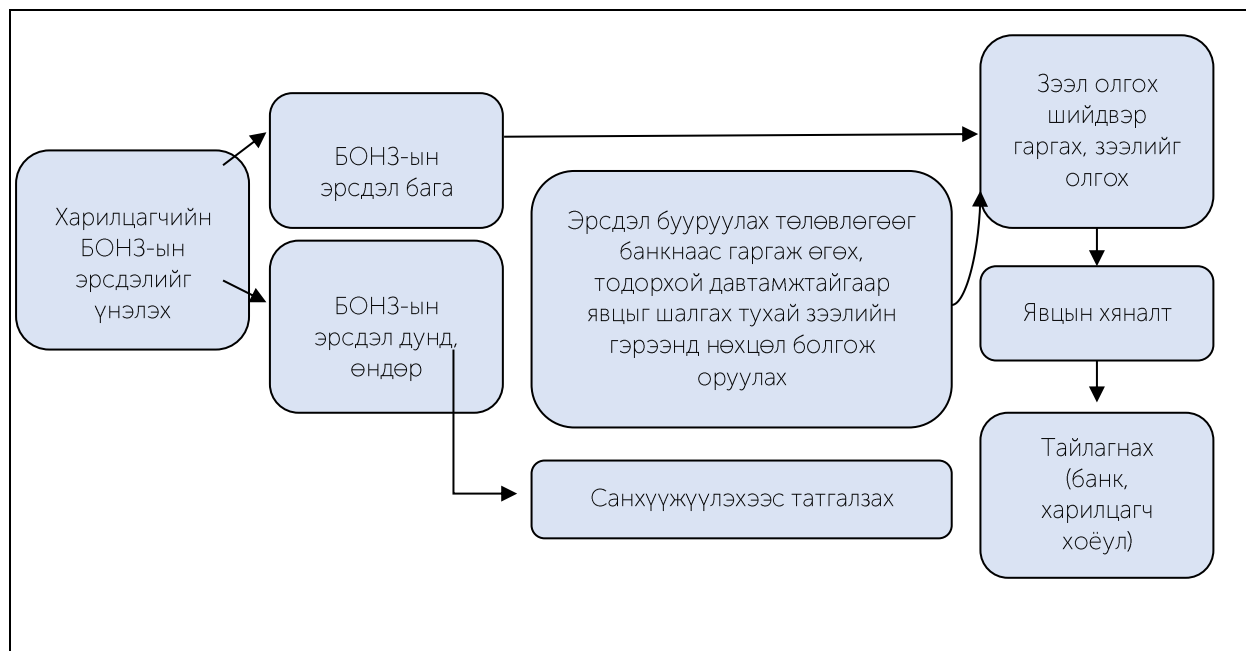 Харилцагчийн
БОНЗ-ын
эрсдэлийг
үнэлэх
БОНЗ-ын
эрсдэл бага
БОНЗ-ын
эрсдэл дунд,
өндөр
Эрсдэл бууруулах төлөвлөгөөг
банкнаас гаргаж өгөх,
тодорхой давтамжтайгаар
явцыг шалгах тухай зээлийн
гэрээнд нөхцөл болгож
оруулах
Санхүүжүүлэхээс татгалзах
Зээл олгох
шийдвэр
гаргах, зээлийг
олгох
Явцын хяналт
Тайлагнах
(банк,
харилцагч
хоёул)